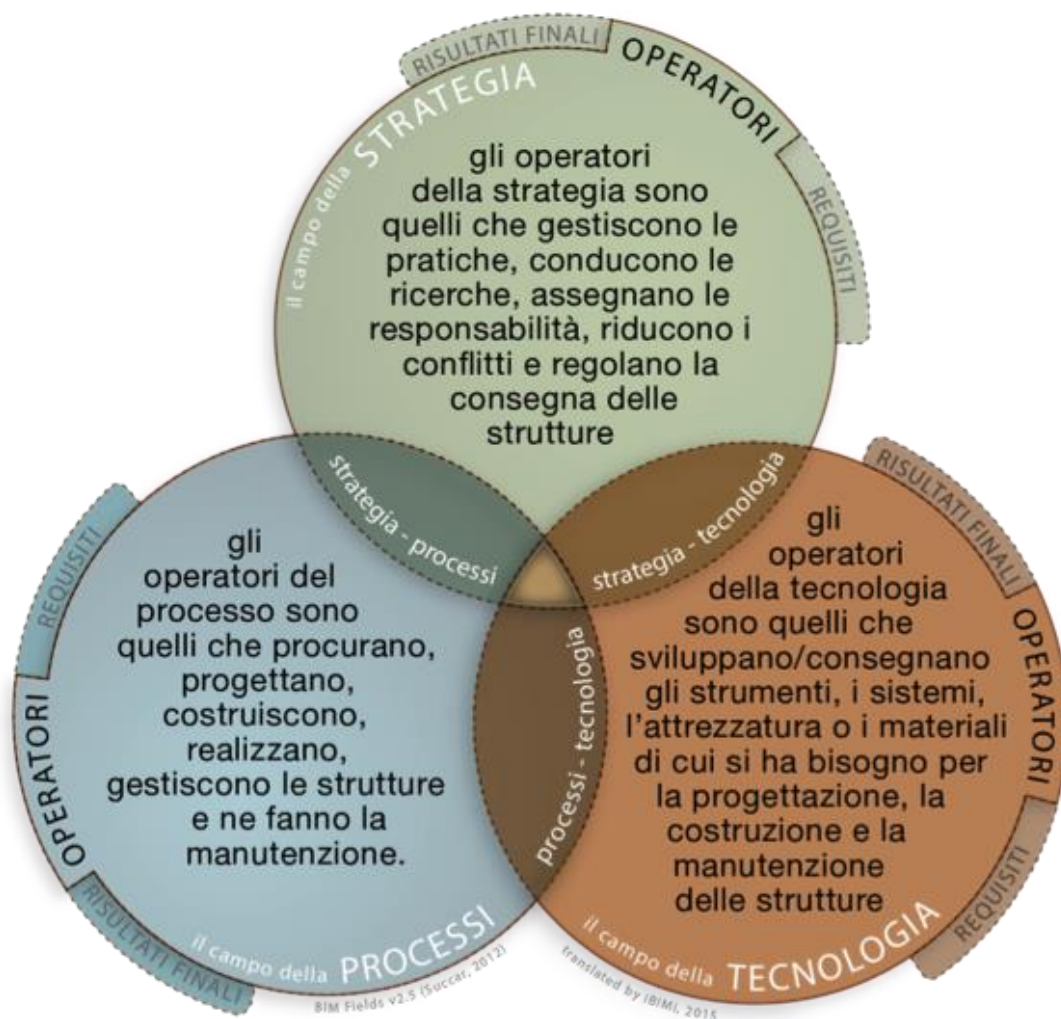 RISULTATI FINALI
OPERATORI
REQUISITI
il campo della STRATEGIA
gli operatori
della strategia sono
quelli che gestiscono le
pratiche, conducono le
ricerche, assegnano le
responsabilità, riducono i
conflitti e regolano la
consegna delle
strutture
strategia - processi
strategia - tecnologia
processi - tecnologia
REQUISITI
OPERATORI
RISULTATI FINALI
gli
operatori del
processo sono
quelli che procurano,
progettano,
costruiscono,
realizzano,
gestiscono le strutture
e ne fanno la
manutenzione.
il campo della PROCESSI
RISULTATI FINALI
OPERATORI
REQUISITI
gli
operatori
della tecnologia
sono quelli che
sviluppano/consegnano
gli strumenti, i sistemi,
l'attrezzatura o i materiali
di cui si ha bisogno per
la progettazione, la
costruzione e la
manutenzione
delle strutture
il campo della TECNOLOGIA
BIM Fields v2.5 (Succar, 2012)
translated by iBIMi, 2015